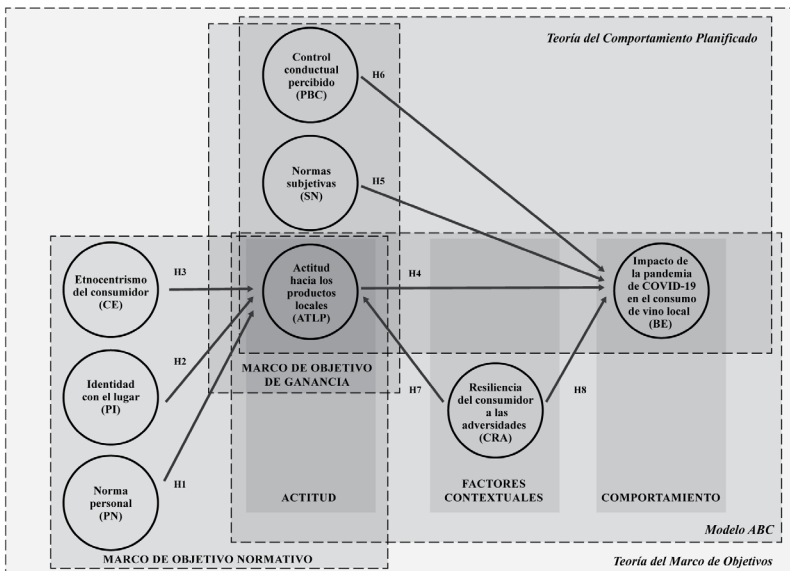 Teoría del Comportamiento Planificado
Control
conductual
percibido
(PBC)
H6
Normas
subjetivas
(SN)
H5
Etnocentrismo
del consumidor
(CE)
H3
Actitud
hacia los
productos
locales
(ATLP)
H4
Impacto de
la pandemia
de COVID-19
en el consumo
de vino local
(BE)
MARCO DE OBJETIVO
DE GANANCIA
Identidad
con el lugar
(PI)
H2
H7
Resiliencia
del consumidor
a las
adversidades
(CRA)
H8
Norma
personal
(PN)
H1
ACTITUD
FACTORES
CONTEXTUALES
COMPORTAMIENTO
Modelo ABC
MARCO DE OBJETIVO NORMATIVO
Teoría del Marco de Objetivos